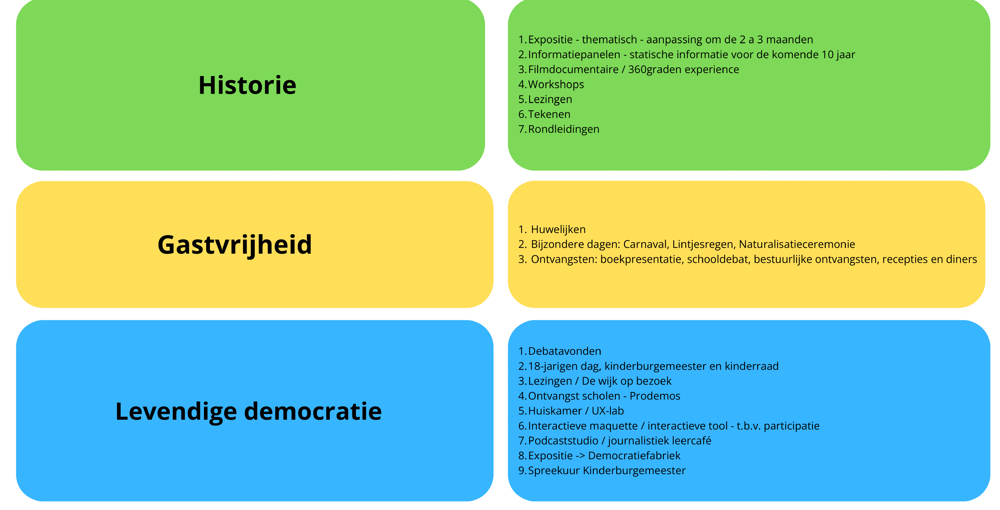 Historie
1.Expositie - thematisch - aanpassing om de 2 a 3 maanden
2.Informatiepanelen - statische informatie voor de komende 10 jaar
3.Filmdocumentaire / 360graden experience
4.Workshops
5.Lezingen
6.Tekenen
7.Rondleidingen
Gastvrijheid
1. Huwelijken
2. Bijzondere dagen: Carnaval, Lintjesregen, Naturalisatieceremonie
3. Ontvangsten: boekpresentatie, schooldebat, bestuurlijke ontvangsten, recepties en diners
Levendige democratie
1.Debatavonden
2.18-jarigen dag, kinderburgemeester en kinderraad
3.Lezingen / De wijk op bezoek
4.Ontvangst scholen - Prodemos
5.Huiskamer / UX-lab
6.Interactieve maquette / interactieve tool - t.b.v. participatie
7.Podcaststudio / journalistiek leercafé
8.Expositie -> Democratiefabriek
9.Spreekuur Kinderburgemeester